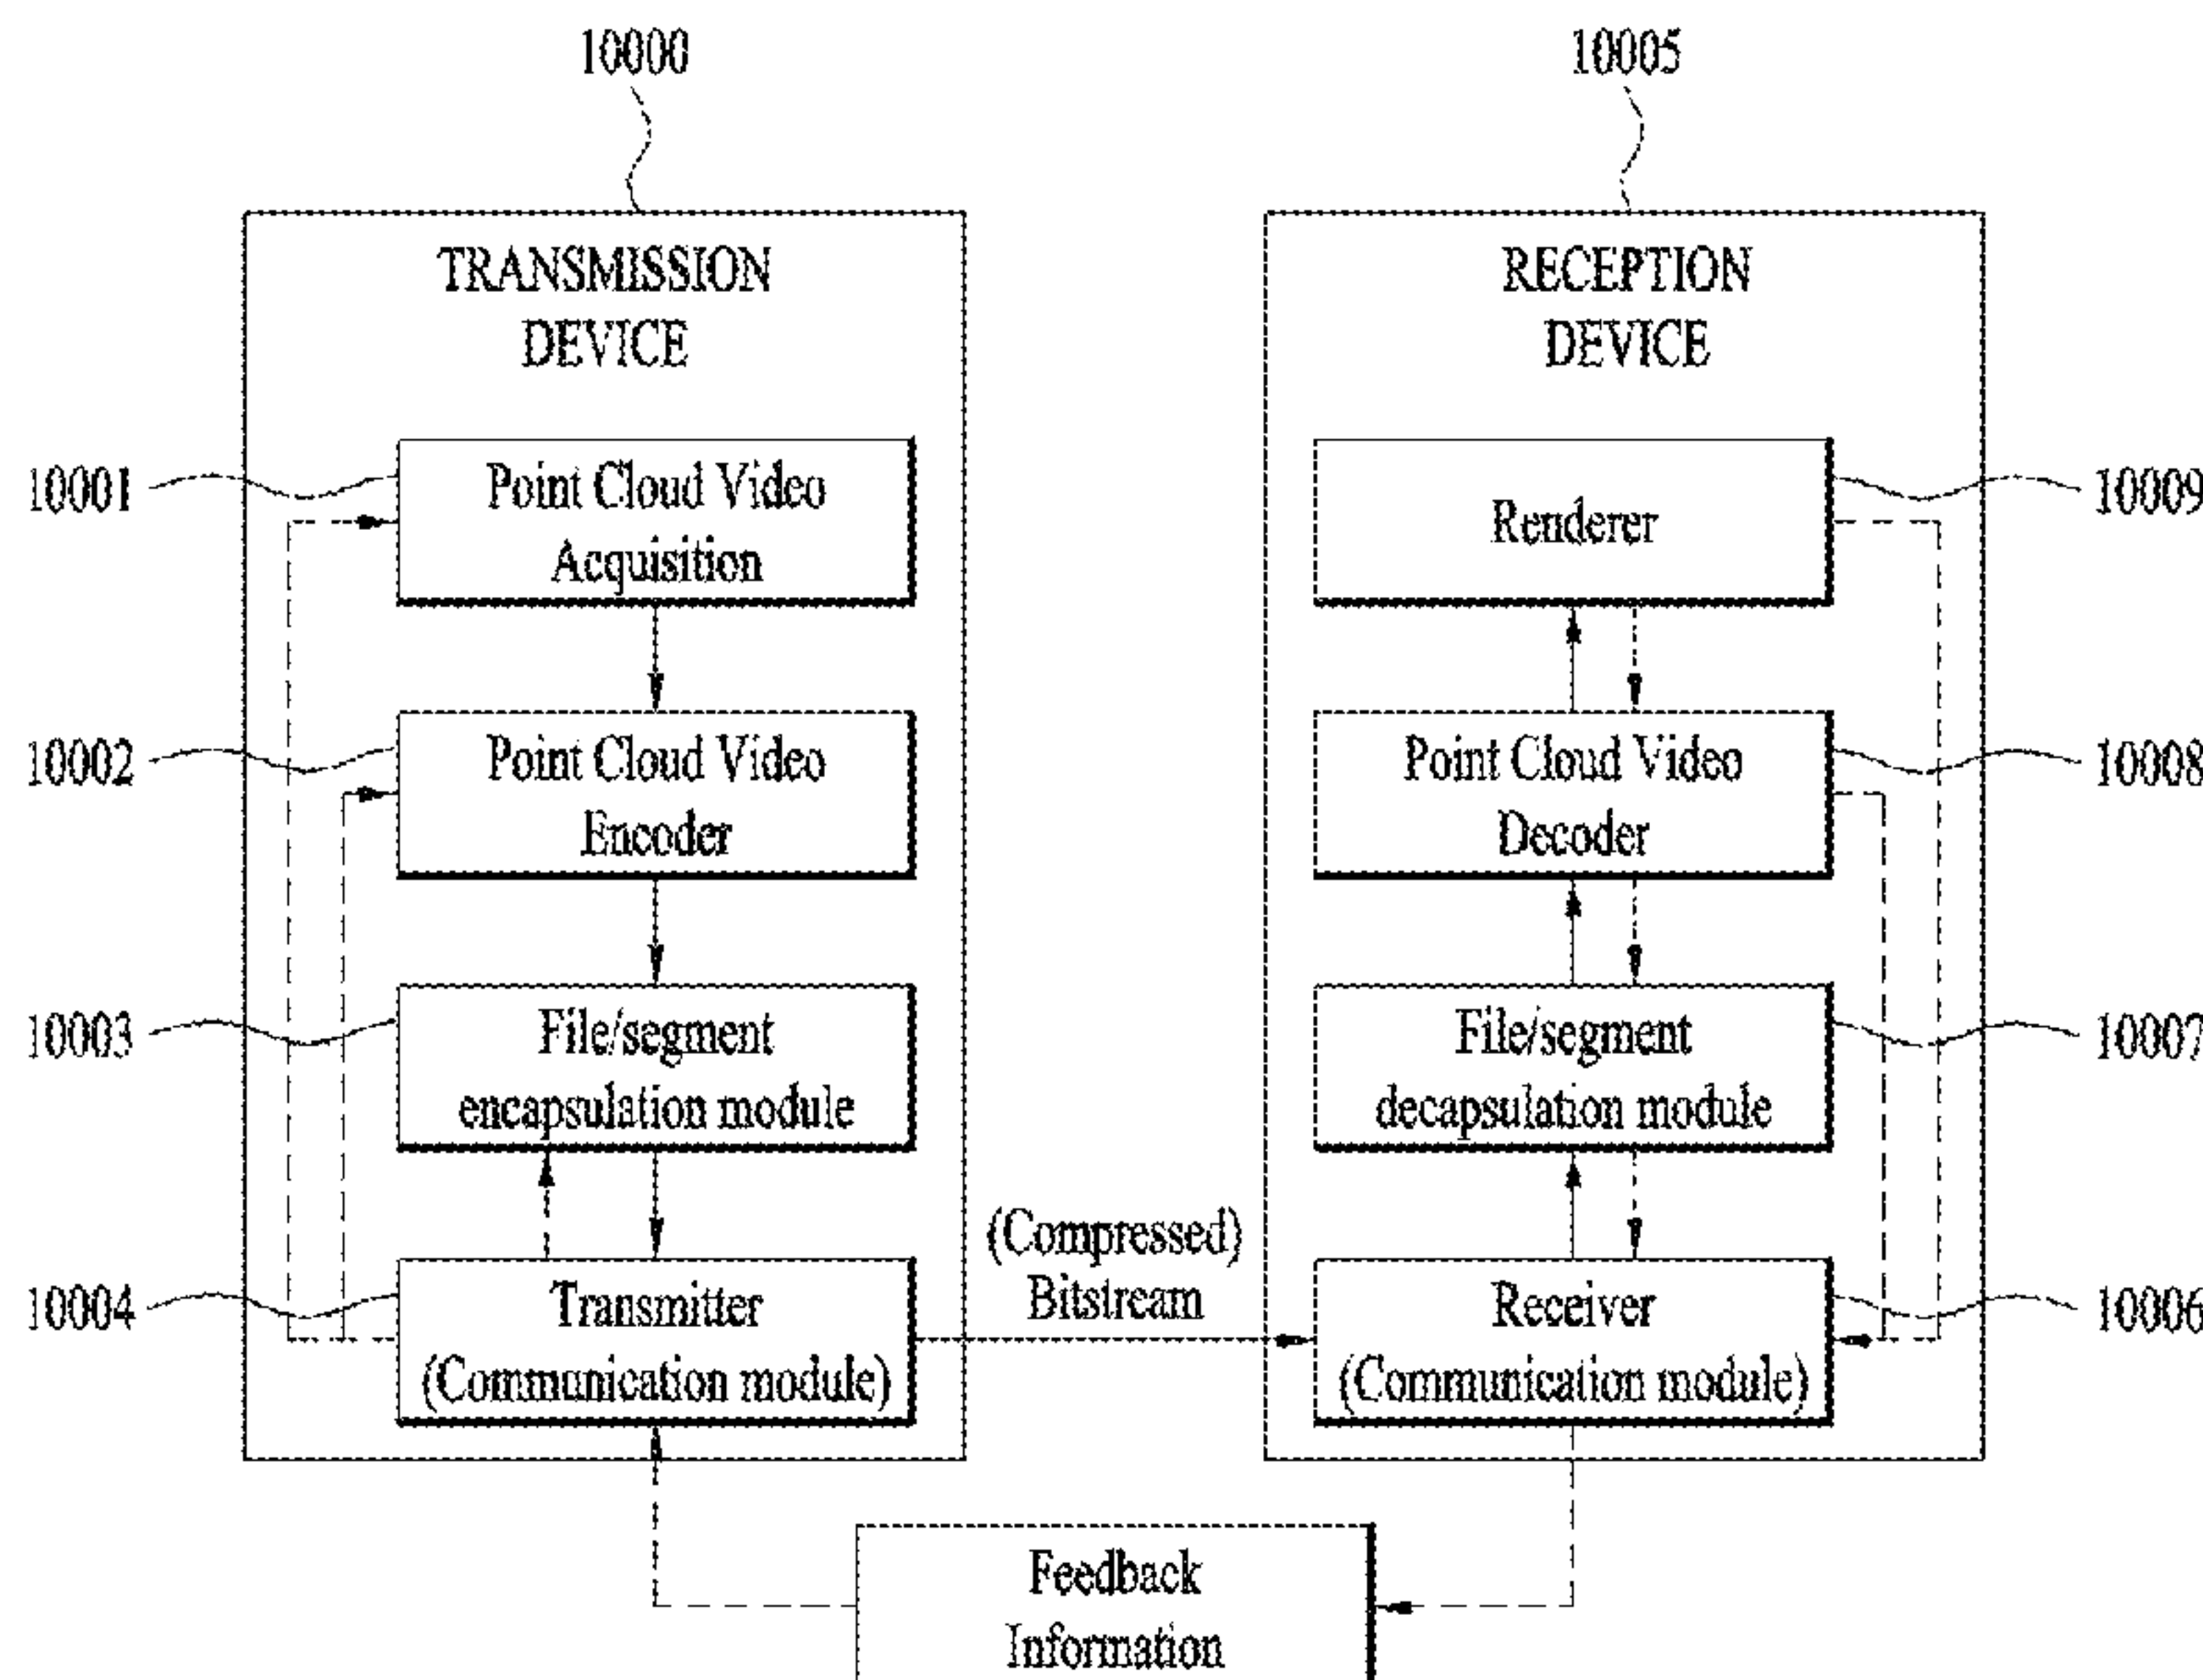 10000
10005
TRANSMISSION
DEVICE
RECEPTION
DEVICE
10001
Point Cloud Video
Acquisition
Renderer
10009
10002
Point Cloud Video
Encoder
Point Cloud Video
Decoder
10008
10003
File/segment
encapsulation module
File/segment
decapsulation module
10007
(Compressed)
Bitstream
10004
Transmitter
(Communication module)
Receiver
(Communication module)
10006
Feedback
Information